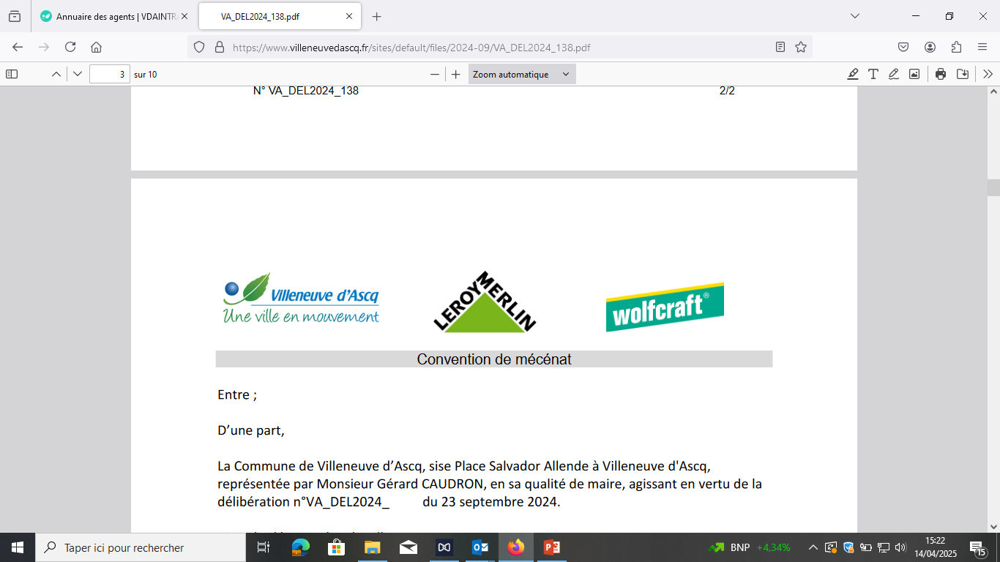 Annuaire des agents | VDAINTRA
VA_DEL2024_138.pdf
https://www.villeneuvedascq.fr/sites/default/files/2024-09/VA_DEL2024_138.pdf
3 sur 10
Zoom automatique
N° VA_DEL2024_138 2/2
Villeneuve d'Ascq
Une ville en mouvement
LEROY MERLIN
wolfcraft®
Convention de mécénat
Entre ;
D’une part,
La Commune de Villeneuve d’Ascq, sise Place Salvador Allende à Villeneuve d'Ascq,
représentée par Monsieur Gérard CAUDRON, en sa qualité de maire, agissant en vertu de la
délibération n°VA_DEL2024_ du 23 septembre 2024.
Taper ici pour rechercher
BNP +4,34%
15:22
14/04/2025
15